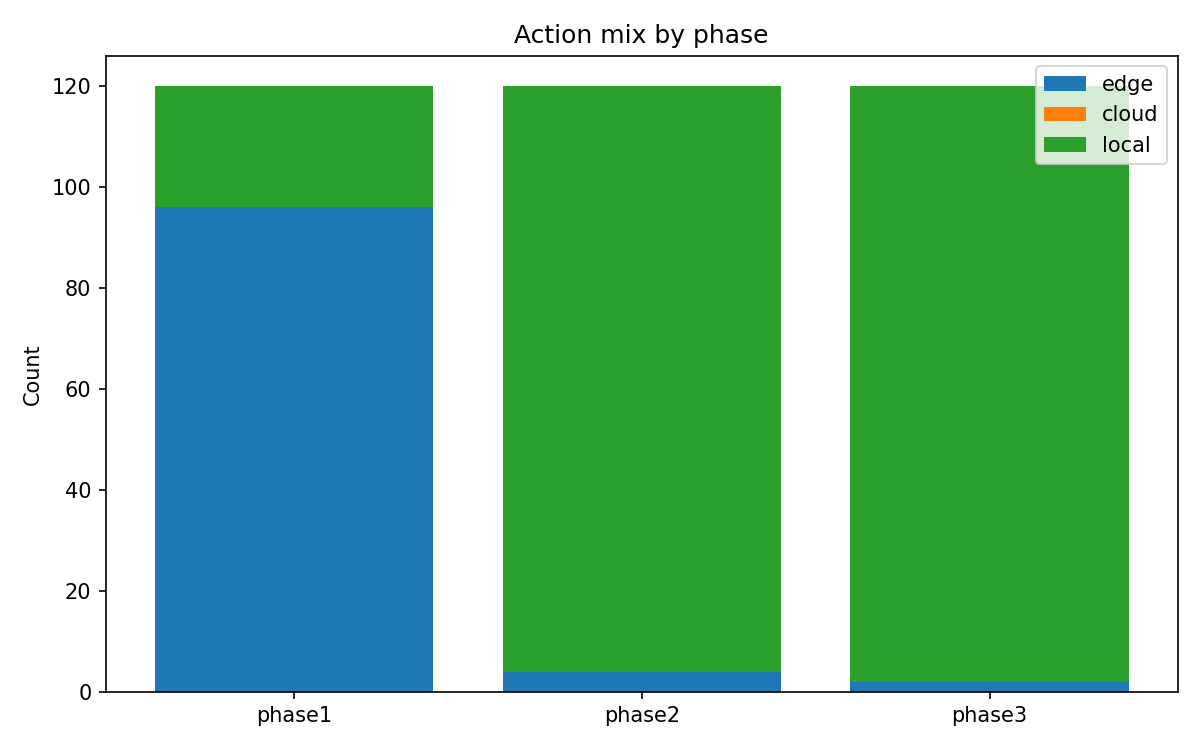 Action mix by phase
edge
cloud
local
120
100
80
60
40
20
0
Count
phase1
phase2
phase3